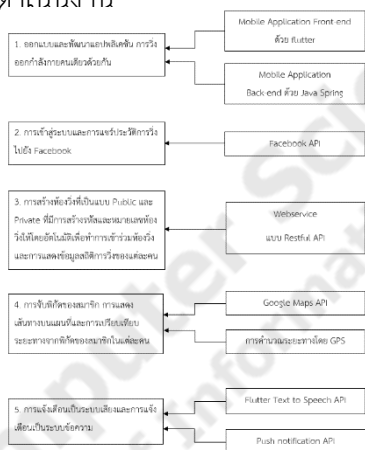 1. ออกแบบและพัฒนาแอปพลิเคชัน การวิ่ง
ออกกำลังกายคนเดียวด้วยกัน
Mobile Application Front-end
ด้วย flutter
Mobile Application
Back-end ด้วย Java Spring
2. การเข้าสู่ระบบและการแชร์ประวัติการวิ่ง
ไปยัง Facebook
Facebook API
3. การสร้างห้องวิ่งที่เป็นแบบ Public และ
Private ที่มีการสร้างรหัสและหมายเลขห้อง
วิ่งให้โดยอัตโนมัติเพื่อทำการเข้าร่วมห้องวิ่ง
และการแสดงข้อมูลสถิติการวิ่งของแต่ละคน
Webservice
แบบ Restful API
4. การจับพิกัดของสมาชิก การแสดง
เส้นทางบนแผนที่และการเปรียบเทียบ
ระยะทางจากพิกัดของสมาชิกในแต่ละคน
Google Maps API
การคำนวณระยะทางโดย GPS
5. การแจ้งเตือนเป็นระบบเสียงและการแจ้ง
เตือนเป็นระบบข้อความ
Flutter Text to Speech API
Push notification API